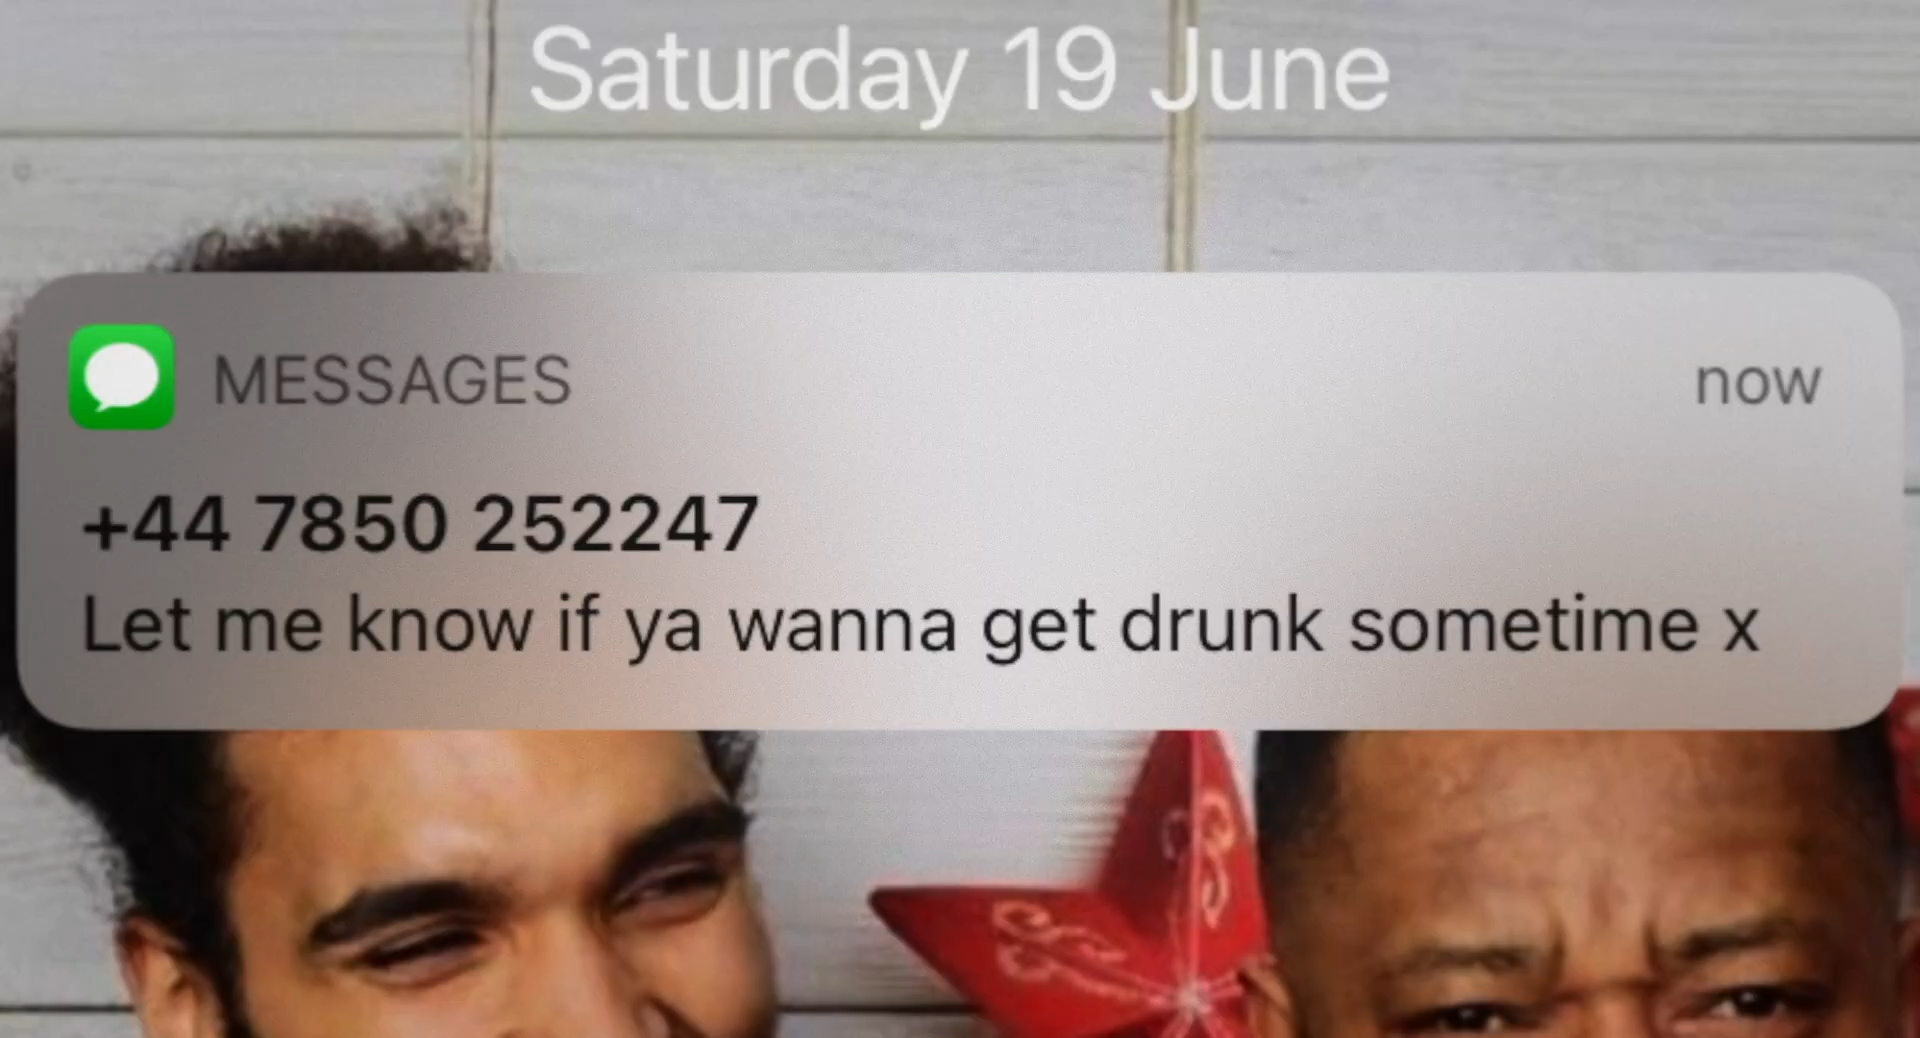 Saturday 19 June
MESSAGES
now
+44 7850 252247
Let me know if ya wanna get drunk sometime x